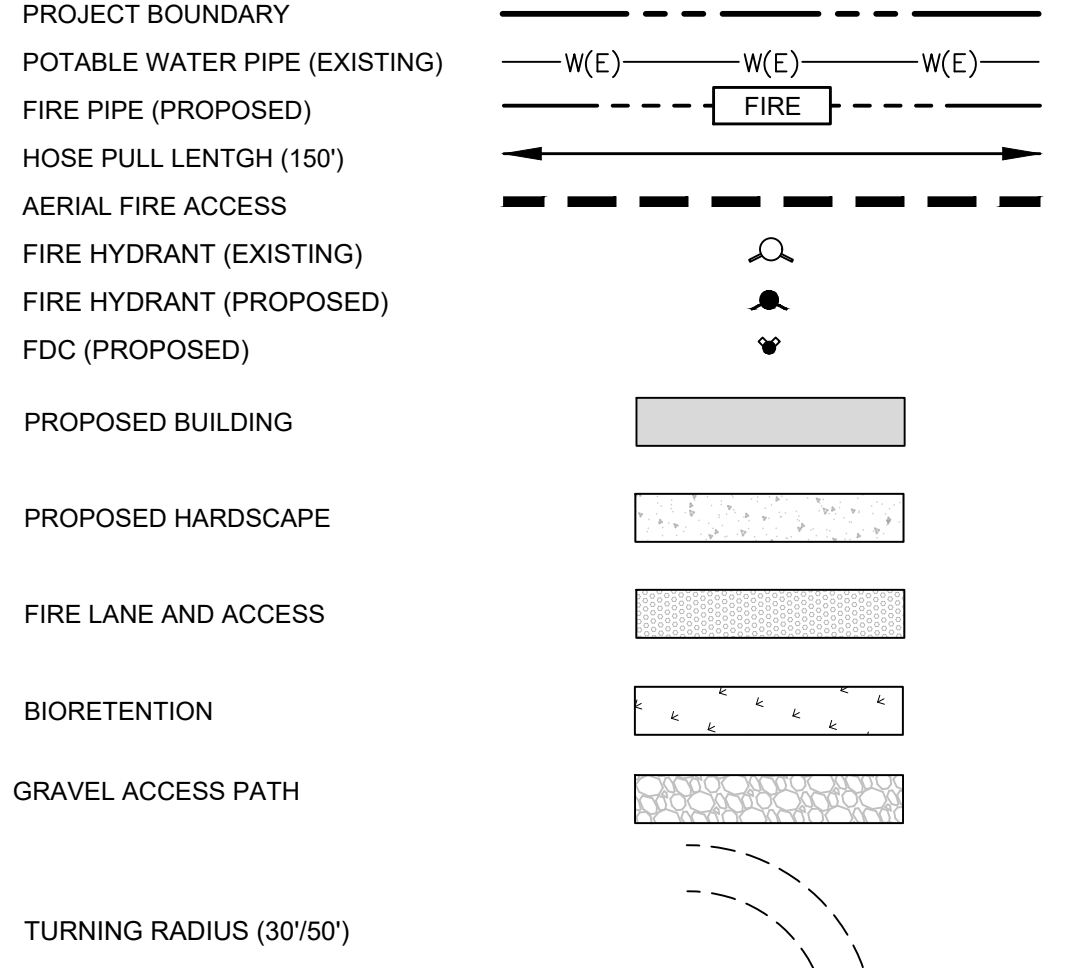 PROJECT BOUNDARY
POTABLE WATER PIPE (EXISTING) W(E) W(E) W(E)
FIRE PIPE (PROPOSED) FIRE
HOSE PULL LENTGH (150')
AERIAL FIRE ACCESS
FIRE HYDRANT (EXISTING)
FIRE HYDRANT (PROPOSED)
FDC (PROPOSED)
PROPOSED BUILDING
PROPOSED HARDSCAPE
FIRE LANE AND ACCESS
BIORETENTION
GRAVEL ACCESS PATH
TURNING RADIUS (30'/50')